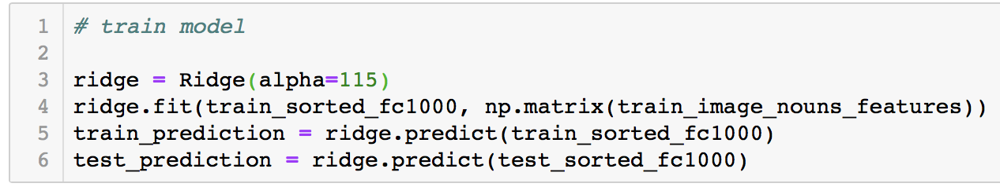 1 # train model
2
3 ridge = Ridge(alpha=115)
4 ridge.fit(train_sorted_fc1000, np.matrix(train_image_nouns_features))
5 train_prediction = ridge.predict(train_sorted_fc1000)
6 test_prediction = ridge.predict(test_sorted_fc1000)